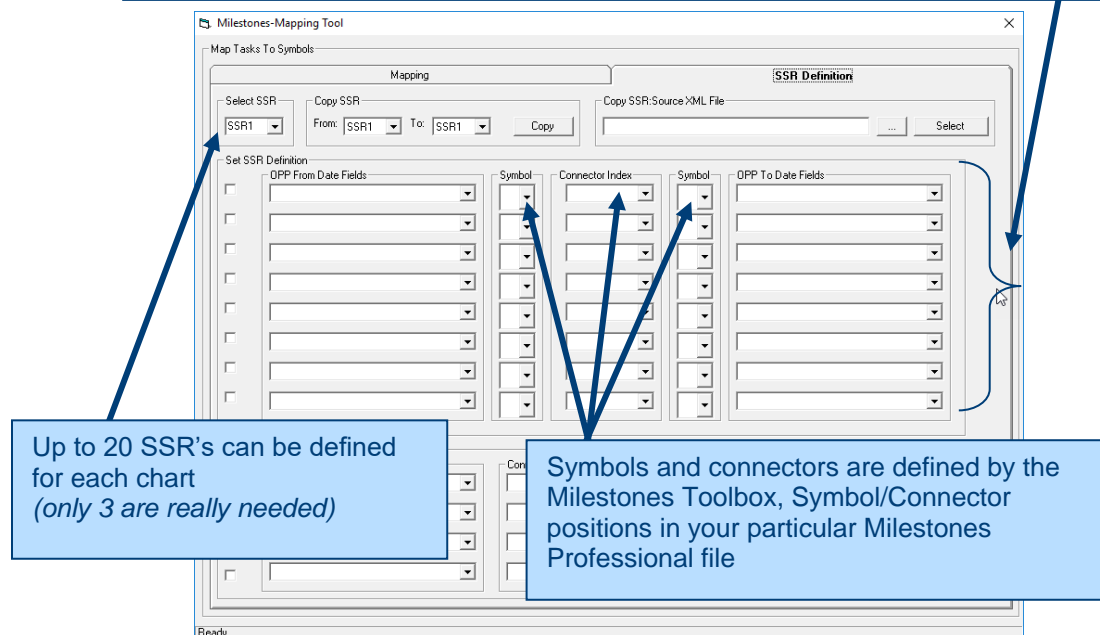 Milestones-Mapping Tool
Map Tasks To Symbols
Mapping
SSR Definition
Select SSR
Copy SSR
Copy SSR:Source XML File
SSR1
From: SSR1 To: SSR1 Copy
... Select
Set SSR Definition
OPP From Date Fields
Symbol
Connector Index
Symbol
OPP To Date Fields
Up to 20 SSR's can be defined
for each chart
(only 3 are really needed)
Con
Symbols and connectors are defined by the
Milestones Toolbox, Symbol/Connector
positions in your particular Milestones
Professional file
Ready